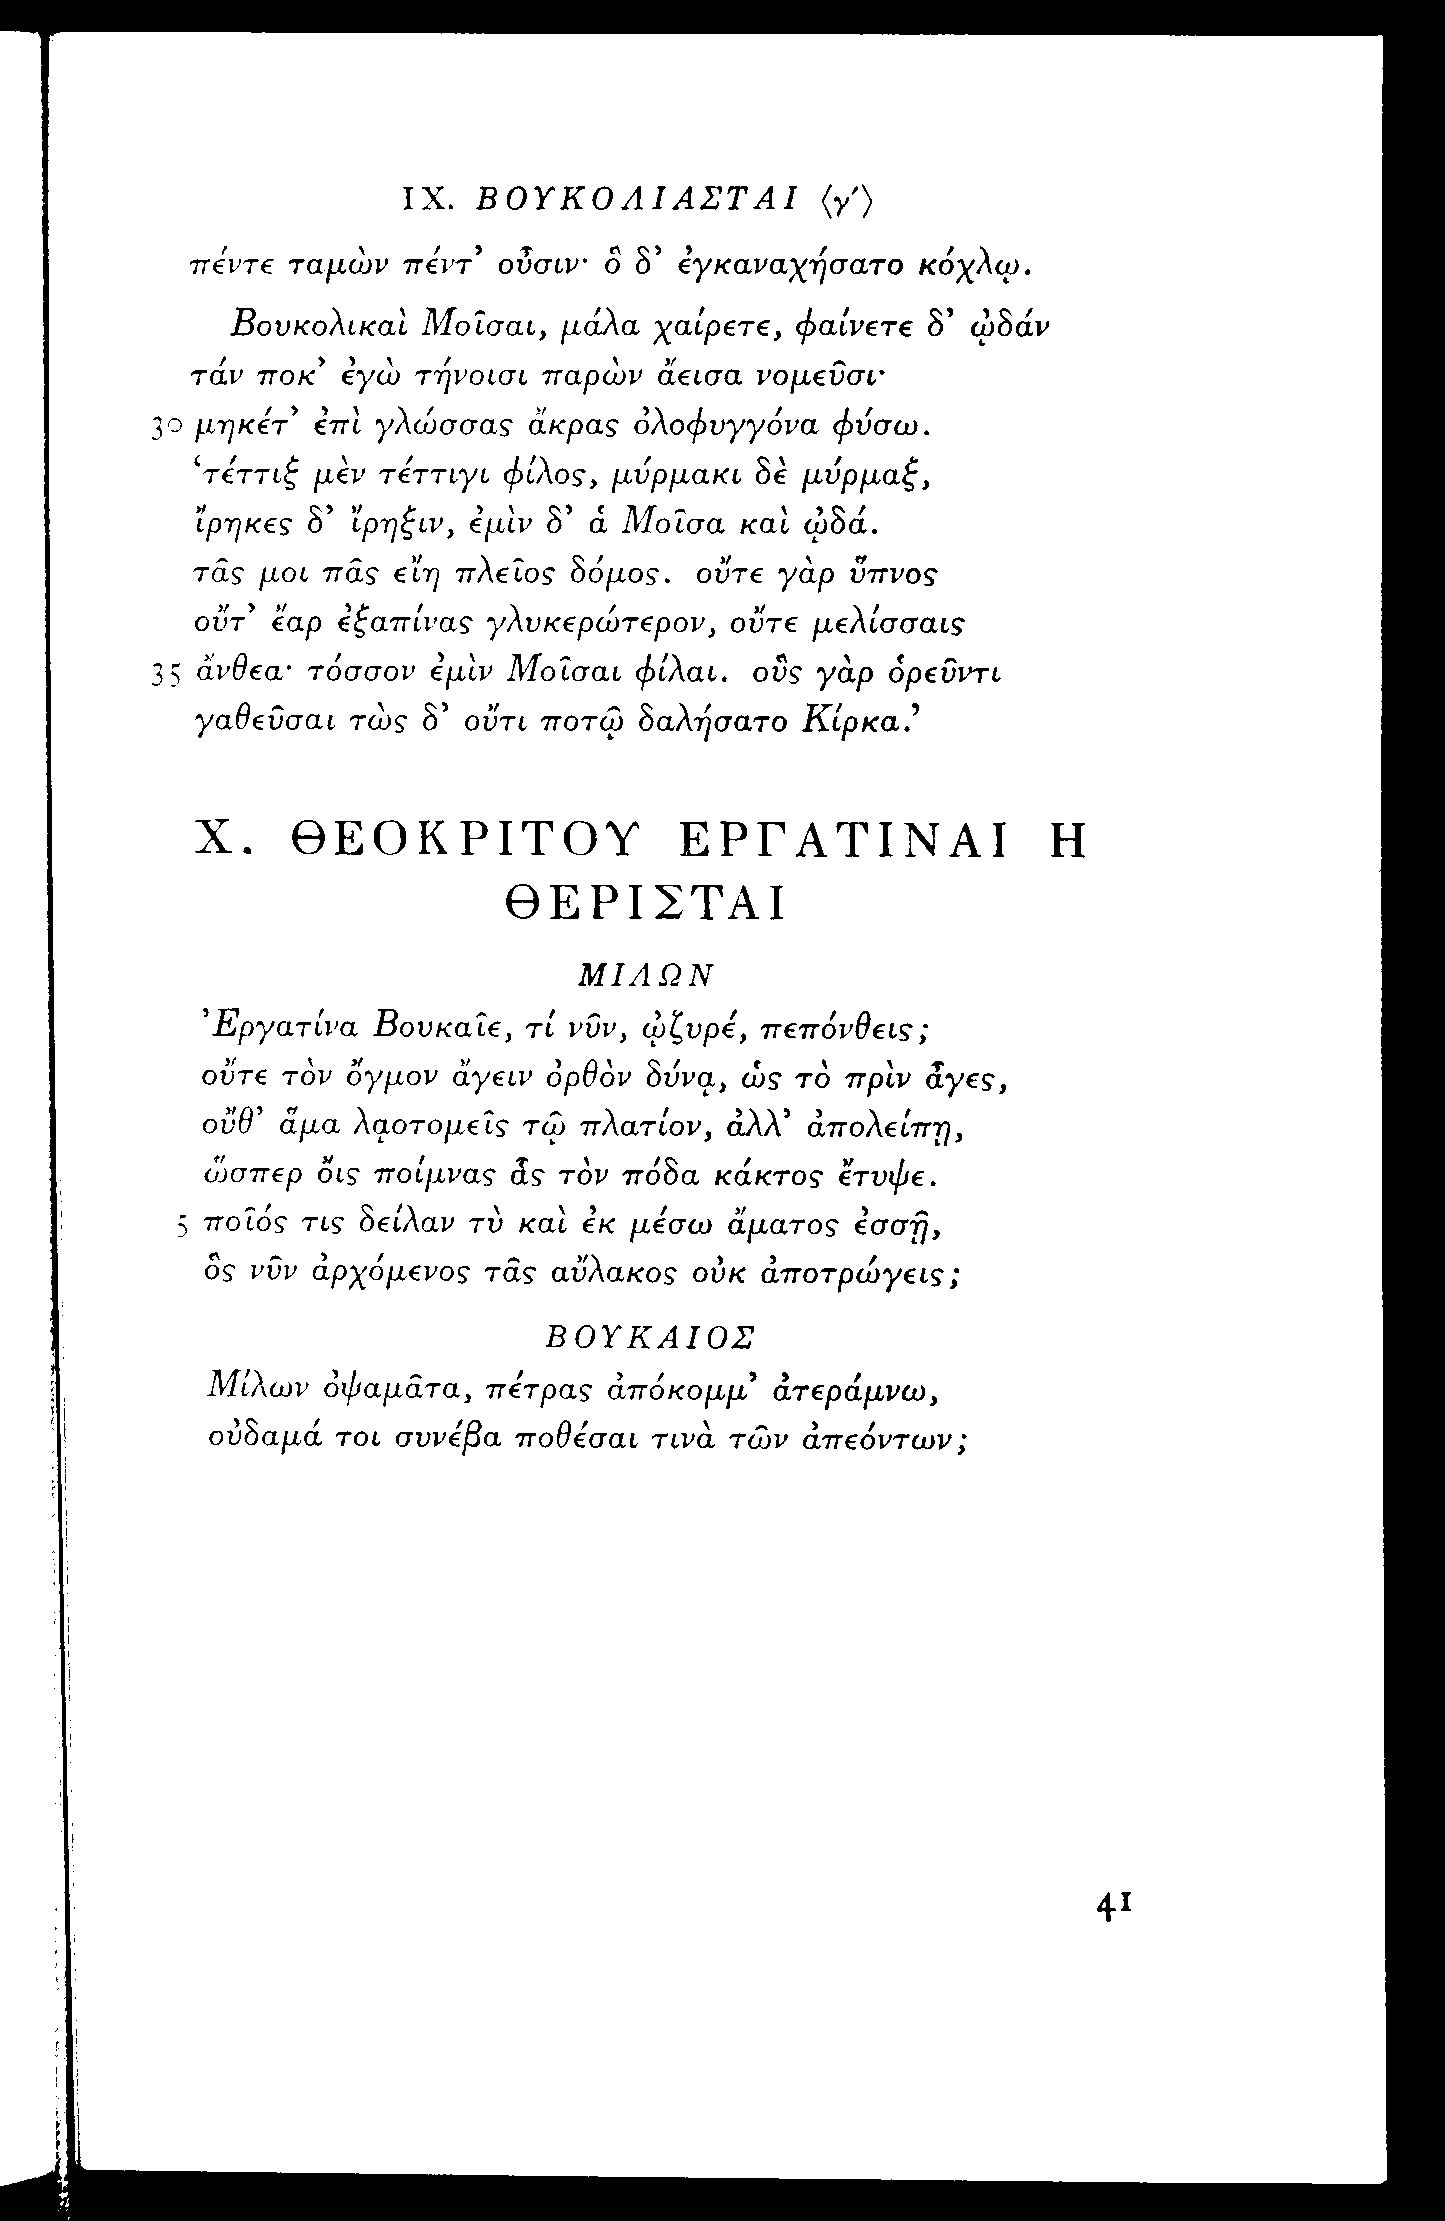 IX. ΒΟΥΚΟΛΙΑΣΤΑΙ ⟨γ′⟩
πέντε ταμὼν πέντ’ οὖσιν· ὃ δ’ ἐγκαναχήσατο κόχλῳ.
Βουκολικαὶ Μοῖσαι, μάλα χαίρετε, φαίνετε δ’ ᾠδάν
τάν ποκ’ ἐγὼ τήνοισι παρὼν ἄεισα νομεῦσι·
30 μηκέτ’ ἐπὶ γλώσσας ἄκρας ὀλοφυγγόνα φύσω.
‘τέττιξ μὲν τέττιγι φίλος, μύρμακι δὲ μύρμαξ,
ἴρηκες δ’ ἴρηξιν, ἐμὶν δ’ ἁ Μοῖσα καὶ ᾠδά.
τᾶς μοι πᾶς εἴη πλεῖος δόμος. οὔτε γὰρ ὕπνος
οὔτ’ ἔαρ ἐξαπίνας γλυκερώτερον, οὔτε μελίσσαις
35 ἄνθεα· τόσσον ἐμὶν Μοῖσαι φίλαι. οὓς γὰρ ὁρεῦντι
γαθεῦσαι τὼς δ’ οὔτι ποτῷ δαλήσατο Κίρκα.’
X. ΘΕΟΚΡΙΤΟΥ ΕΡΓΑΤΙΝΑΙ Η
ΘΕΡΙΣΤΑΙ
ΜΙΛΩΝ
Ἐργατίνα Βουκαῖε, τί νῦν, ᾠζυρέ, πεπόνθεις;
οὔτε τὸν ὄγμον ἄγειν ὀρθὸν δύνᾳ, ὡς τὸ πρὶν ἆγες,
οὔθ’ ἅμα λᾳοτομεῖς τῷ πλατίον, ἀλλ’ ἀπολείπῃ,
ὥσπερ ὄις ποίμνας ἇς τὸν πόδα κάκτος ἔτυψε.
5 ποῖός τις δείλαν τὺ καὶ ἐκ μέσω ἄματος ἐσσῇ,
ὃς νῦν ἀρχόμενος τᾶς αὔλακος οὐκ ἀποτρώγεις;
ΒΟΥΚΑΙΟΣ
Μίλων ὀψαμᾶτα, πέτρας ἀπόκομμ’ ἀτεράμνω,
οὐδαμά τοι συνέβα ποθέσαι τινὰ τῶν ἀπεόντων;
41